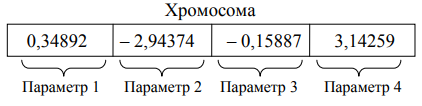 Хромосома
0,34892 – 2,94374 – 0,15887 3,14259
Параметр 1 Параметр 2 Параметр 3 Параметр 4